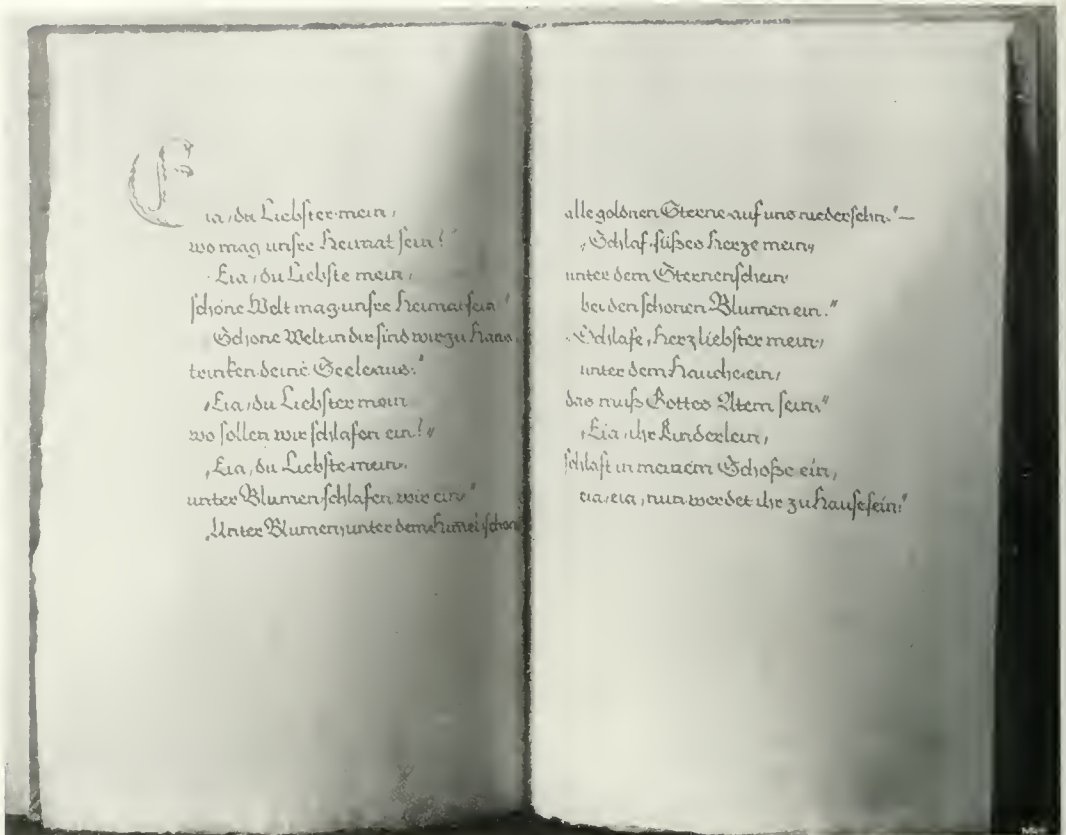 Eia, du Liebster mein,
wo mag unsre Heimat sein?"
„Eia, du Liebste mein,
schöne Welt mag unsre Heimat sein."
„Schöne Welt in dir sind wir zu Haus,
trinken deine Seele aus."
„Eia, du Liebster mein
wo sollen wir schlafen ein?"
„Eia, du Liebste mein,
unter Blumen schlafen wir ein"
„Unter Blumen, unter dem Himmel schon
alle goldnen Sterne auf uns niedersehn." –
„Schlaf, süßes Herze mein,
unter dem Sternenschein
bei den schönen Blumen ein."
„Schlafe, Herzliebster mein,
unter dem Hauche ein,
das muß Gottes Atem sein."
„Eia, ihr Kinderlein,
schlaft in meinem Schoße ein,
eia, eia, nun werdet ihr zu Hause sein."